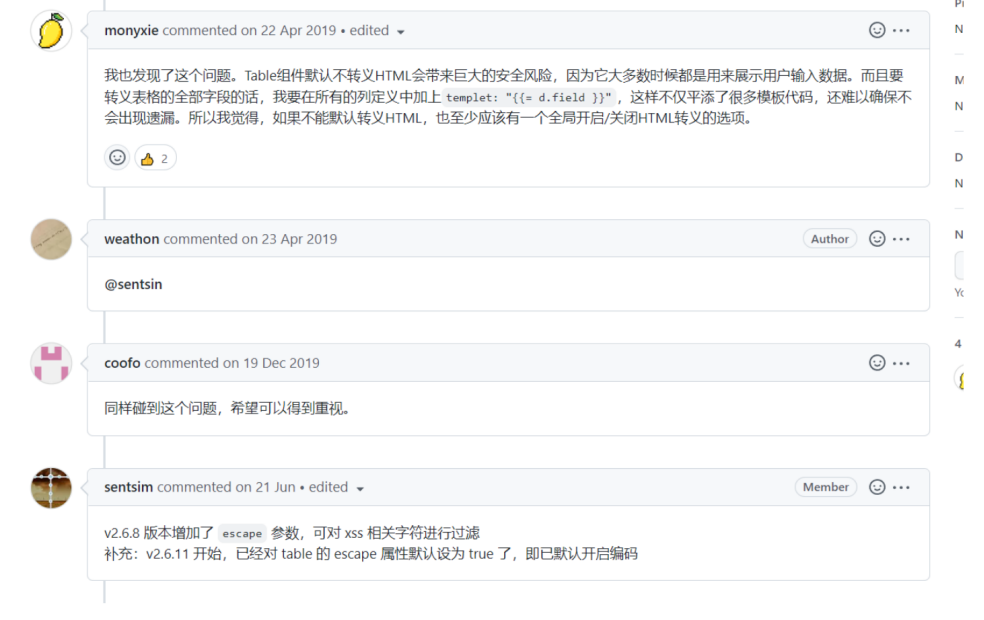 Pr
N
monyxie commented on 22 Apr 2019 • edited
我也发现了这个问题。Table组件默认不转义HTML会带来巨大的安全风险，因为它大多数时候都是用来展示用户输入数据。而且要
转义表格的全部字段的话，我要在所有的列定义中加上 templet: "{{= d.field }}" ，这样不仅平添了很多模板代码，还难以确保不
会出现遗漏。所以我觉得，如果不能默认转义HTML，也至少应该有一个全局开启/关闭HTML转义的选项。
2
M
N
D
N
weathon commented on 23 Apr 2019
Author
@sentsin
N
Yo
coofo commented on 19 Dec 2019
同样碰到这个问题，希望可以得到重视。
4
sentsim commented on 21 Jun • edited
Member
v2.6.8 版本增加了 escape 参数，可对 xss 相关字符进行过滤
补充：v2.6.11 开始，已经对 table 的 escape 属性默认设为 true 了，即已默认开启编码